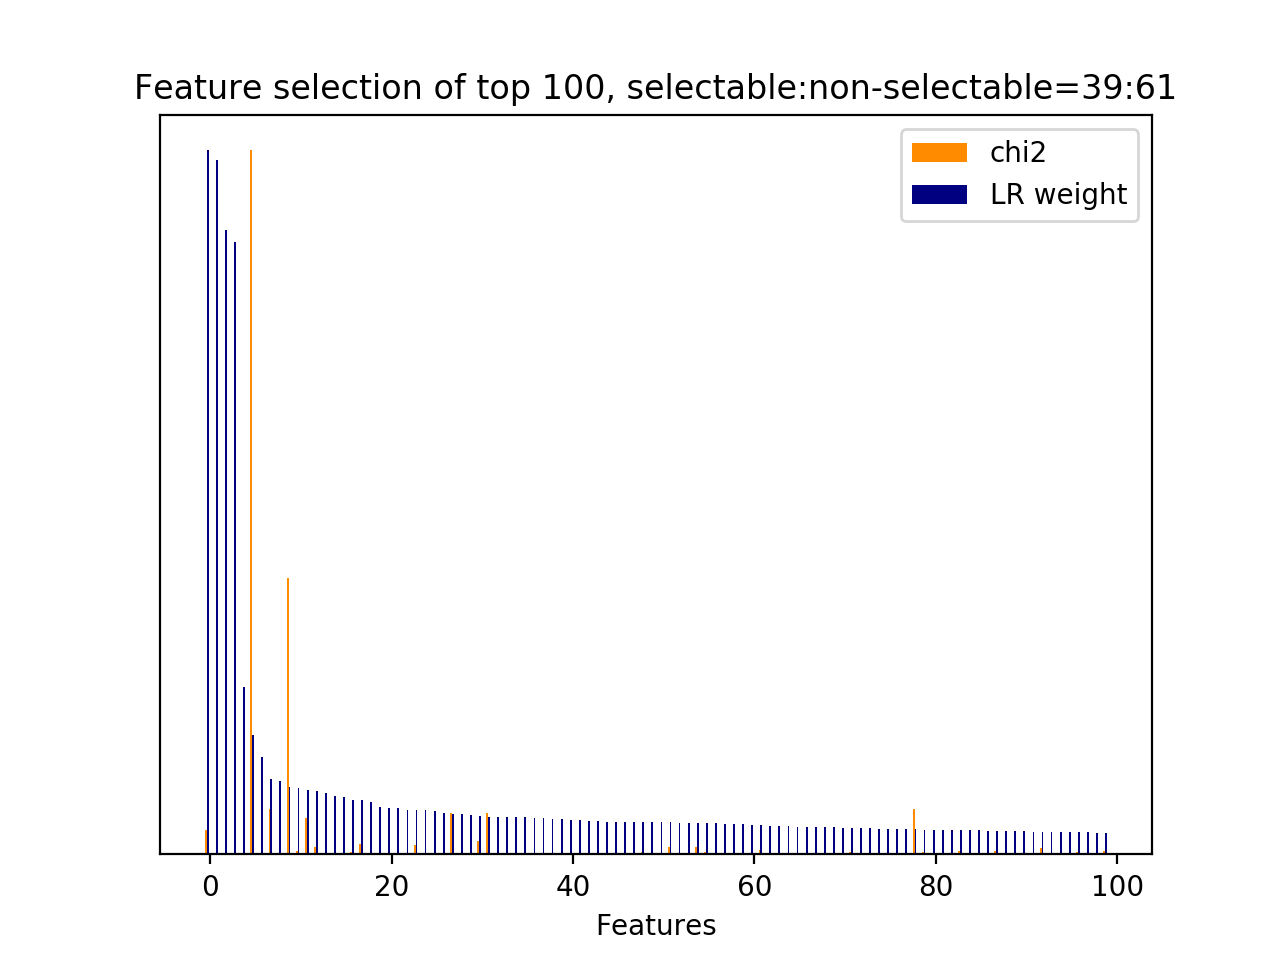 Feature selection of top 100, selectable:non-selectable=39:61
chi2
LR weight
0 20 40 60 80 100
Features